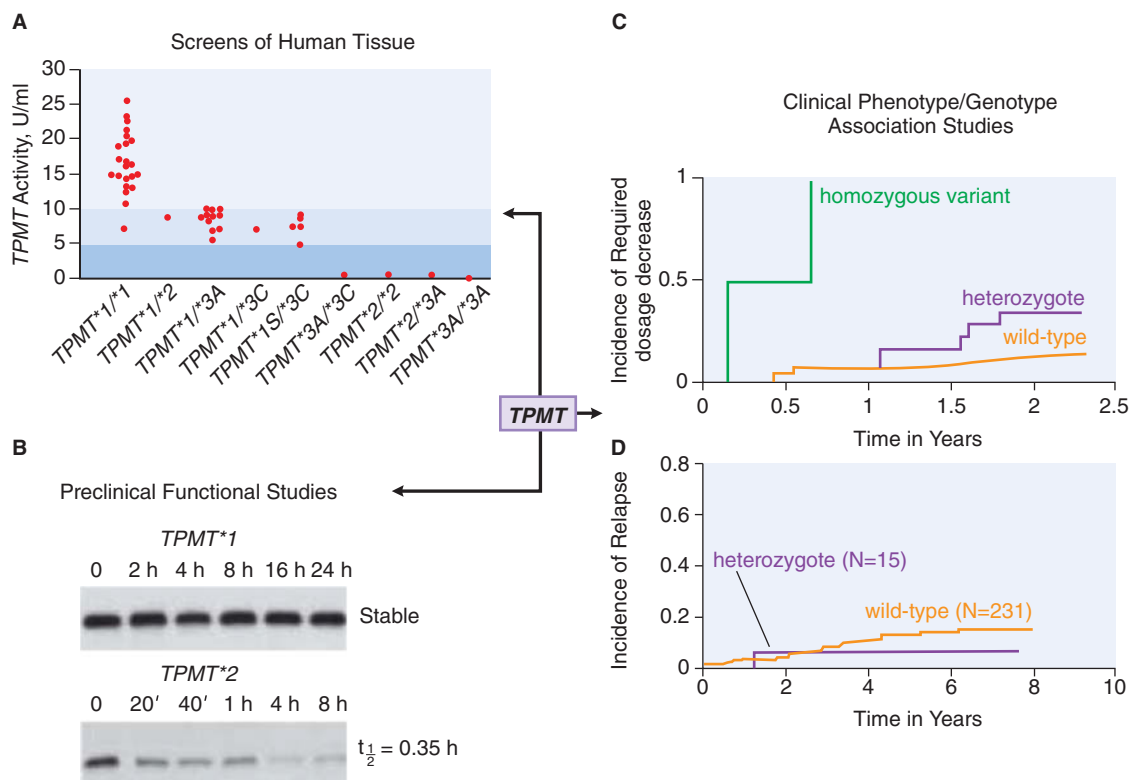 A
Screens of Human Tissue
TPMT Activity, U/ml
30
25
20
15
10
5
0
TPMT*1/*1
TPMT*1/*2
TPMT*1/*3A
TPMT*1/*3C
TPMT*1S/*3C
TPMT*3A/*3C
TPMT*2/*2
TPMT*2/*3A
TPMT*3A/*3A
TPMT
B
Preclinical Functional Studies
TPMT*1
0 2 h 4 h 8 h 16 h 24 h
Stable
TPMT*2
0 20' 40' 1 h 4 h 8 h
t1/2 = 0.35 h
C
Clinical Phenotype/Genotype
Association Studies
Incidence of Required
dosage decrease
1
0.5
0
homozygous variant
heterozygote
wild-type
0 0.5 1 1.5 2 2.5
Time in Years
D
Incidence of Relapse
0.8
0.6
0.4
0.2
0
heterozygote (N=15)
wild-type (N=231)
0 2 4 6 8 10
Time in Years